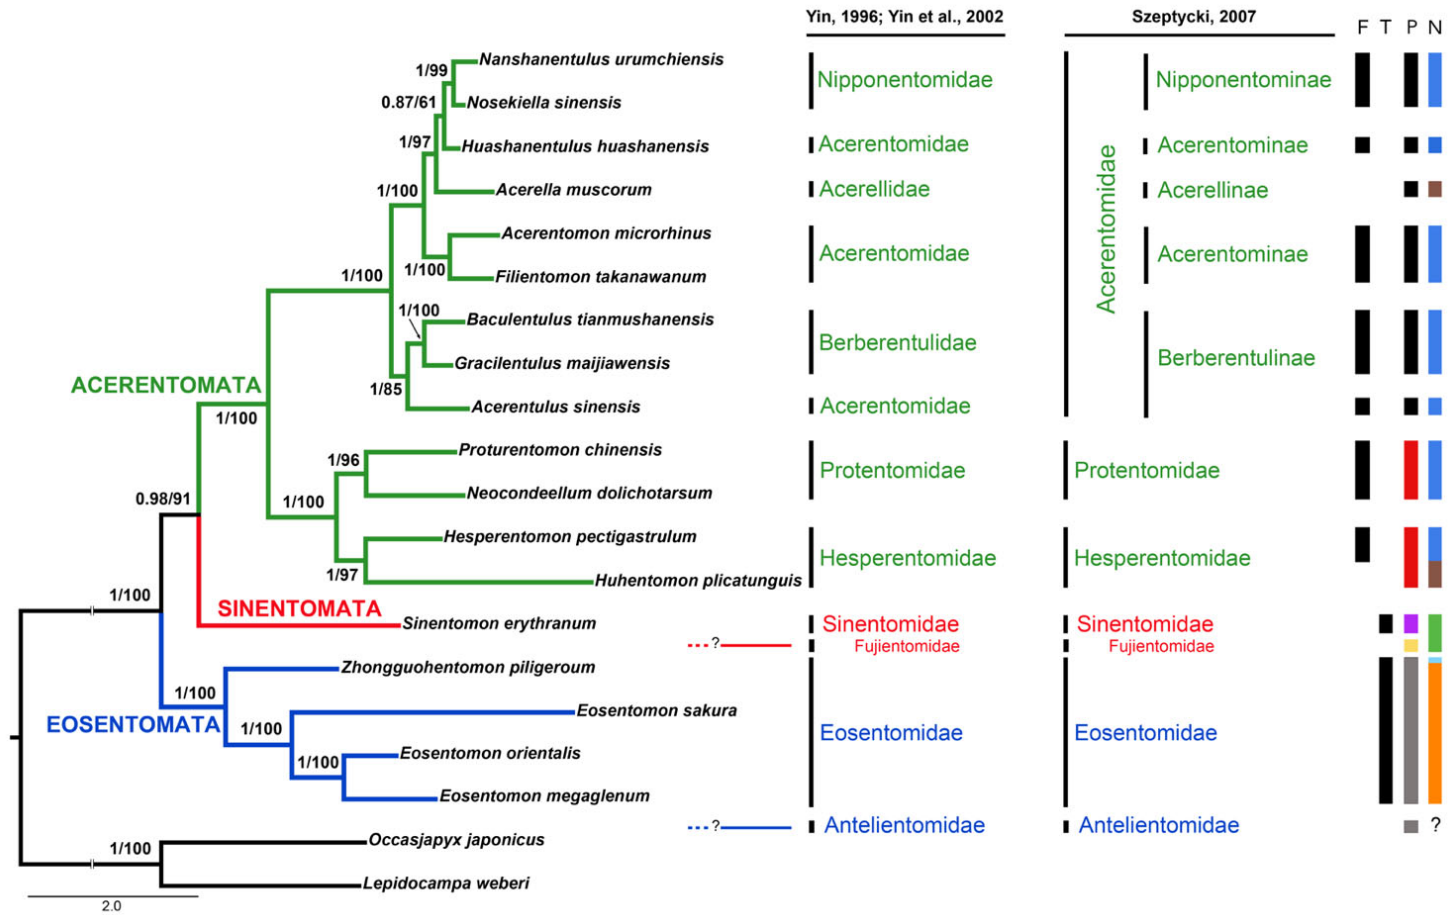 Yin, 1996; Yin et al., 2002 Szeptycki, 2007
F T P N
Nanshanentulus urumchiensis
1/99
Nipponentomidae Nipponentominae
0.87/61
Nosekiella sinensis
1/97
Huashanentulus huashanensis Acerentomidae Acerentominae
1/100
Acerella muscorum Acerellidae Acerellinae
Acerentomidae
Acerentomon microrhinus
Acerentomidae Acerentominae
1/100
1/100
Filientomon takanawanum
1/100
Baculentulus tianmushanensis
Berberentulidae
Berberentulinae
Gracilentulus maijiawensis
ACERENTOMATA
1/85
Acerentulus sinensis Acerentomidae
1/100
Proturentomon chinensis
1/96
Protentomidae Protentomidae
0.98/91
1/100
Neocondeellum dolichotarsum
Hesperentomon pectigastrulum
Hesperentomidae Hesperentomidae
1/97
Huhentomon plicatunguis
1/100
SINENTOMATA
Sinentomon erythranum Sinentomidae Sinentomidae
? Fujientomidae Fujientomidae
Zhongguohentomon piligeroum
1/100
Eosentomon sakura
EOSENTOMATA
1/100
Eosentomidae Eosentomidae
Eosentomon orientalis
1/100
Eosentomon megaglenum
? Antelientomidae Antelientomidae ?
Occasjapyx japonicus
1/100
Lepidocampa weberi
2.0